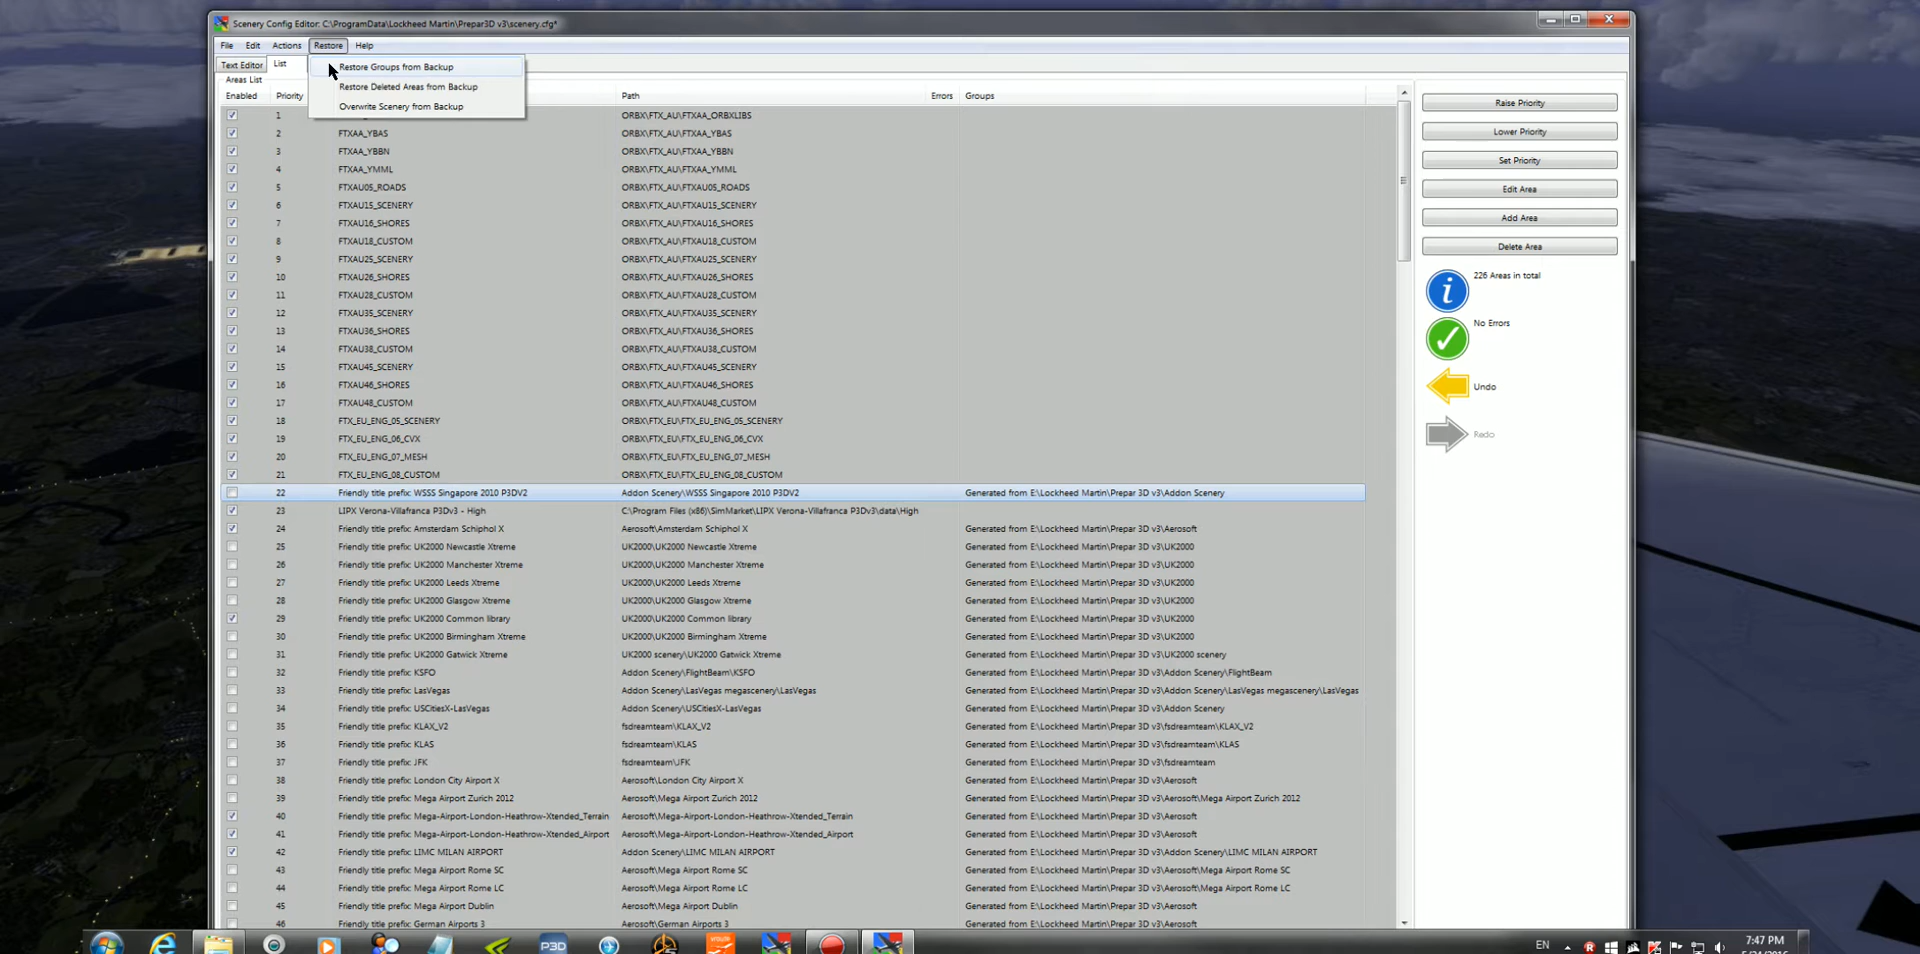 Scenery Config Editor: C:\ProgramData\Lockheed Martin\Prepar3D v3\scenery.cfg*
File Edit Actions Restore Help
Text Editor List
Restore Groups from Backup
Restore Deleted Areas from Backup
Overwrite Scenery from Backup
Areas List
Enabled Priority Path Errors Groups
1 ORBX\FTX_AU\FTXAA_ORBXLIBS
2 FTXAA_YBAS ORBX\FTX_AU\FTXAA_YBAS
3 FTXAA_YBBN ORBX\FTX_AU\FTXAA_YBBN
4 FTXAA_YMML ORBX\FTX_AU\FTXAA_YMML
5 FTXAU05_ROADS ORBX\FTX_AU\FTXAU05_ROADS
6 FTXAU15_SCENERY ORBX\FTX_AU\FTXAU15_SCENERY
7 FTXAU16_SHORES ORBX\FTX_AU\FTXAU16_SHORES
8 FTXAU18_CUSTOM ORBX\FTX_AU\FTXAU18_CUSTOM
9 FTXAU25_SCENERY ORBX\FTX_AU\FTXAU25_SCENERY
10 FTXAU26_SHORES ORBX\FTX_AU\FTXAU26_SHORES
11 FTXAU28_CUSTOM ORBX\FTX_AU\FTXAU28_CUSTOM
12 FTXAU35_SCENERY ORBX\FTX_AU\FTXAU35_SCENERY
13 FTXAU36_SHORES ORBX\FTX_AU\FTXAU36_SHORES
14 FTXAU38_CUSTOM ORBX\FTX_AU\FTXAU38_CUSTOM
15 FTXAU45_SCENERY ORBX\FTX_AU\FTXAU45_SCENERY
16 FTXAU46_SHORES ORBX\FTX_AU\FTXAU46_SHORES
17 FTXAU48_CUSTOM ORBX\FTX_AU\FTXAU48_CUSTOM
18 FTX_EU_ENG_05_SCENERY ORBX\FTX_EU\FTX_EU_ENG_05_SCENERY
19 FTX_EU_ENG_06_CVX ORBX\FTX_EU\FTX_EU_ENG_06_CVX
20 FTX_EU_ENG_07_MESH ORBX\FTX_EU\FTX_EU_ENG_07_MESH
21 FTX_EU_ENG_08_CUSTOM ORBX\FTX_EU\FTX_EU_ENG_08_CUSTOM
22 Friendly title prefix: WSSS Singapore 2010 P3DV2 Addon Scenery\WSSS Singapore 2010 P3DV2 Generated from E:\Lockheed Martin\Prepar 3D v3\Addon Scenery
23 LIPX Verona-Villafranca P3Dv3 - High C:\Program Files (x86)\SimMarket\LIPX Verona-Villafranca P3Dv3\data\High
24 Friendly title prefix: Amsterdam Schiphol X Aerosoft\Amsterdam Schiphol X Generated from E:\Lockheed Martin\Prepar 3D v3\Aerosoft
25 Friendly title prefix: UK2000 Newcastle Xtreme UK2000\UK2000 Newcastle Xtreme Generated from E:\Lockheed Martin\Prepar 3D v3\UK2000
26 Friendly title prefix: UK2000 Manchester Xtreme UK2000\UK2000 Manchester Xtreme Generated from E:\Lockheed Martin\Prepar 3D v3\UK2000
27 Friendly title prefix: UK2000 Leeds Xtreme UK2000\UK2000 Leeds Xtreme Generated from E:\Lockheed Martin\Prepar 3D v3\UK2000
28 Friendly title prefix: UK2000 Glasgow Xtreme UK2000\UK2000 Glasgow Xtreme Generated from E:\Lockheed Martin\Prepar 3D v3\UK2000
29 Friendly title prefix: UK2000 Common library UK2000\UK2000 Common library Generated from E:\Lockheed Martin\Prepar 3D v3\UK2000
30 Friendly title prefix: UK2000 Birmingham Xtreme UK2000\UK2000 Birmingham Xtreme Generated from E:\Lockheed Martin\Prepar 3D v3\UK2000
31 Friendly title prefix: UK2000 Gatwick Xtreme UK2000 scenery\UK2000 Gatwick Xtreme Generated from E:\Lockheed Martin\Prepar 3D v3\UK2000 scenery
32 Friendly title prefix: KSFO Addon Scenery\FlightBeam\KSFO Generated from E:\Lockheed Martin\Prepar 3D v3\Addon Scenery\FlightBeam
33 Friendly title prefix: LasVegas Addon Scenery\LasVegas megascenery\LasVegas Generated from E:\Lockheed Martin\Prepar 3D v3\Addon Scenery\LasVegas megascenery\LasVegas
34 Friendly title prefix: USCitiesX-LasVegas Addon Scenery\USCitiesX-LasVegas Generated from E:\Lockheed Martin\Prepar 3D v3\Addon Scenery
35 Friendly title prefix: KLAX_V2 fsdreamteam\KLAX_V2 Generated from E:\Lockheed Martin\Prepar 3D v3\fsdreamteam\KLAX_V2
36 Friendly title prefix: KLAS fsdreamteam\KLAS Generated from E:\Lockheed Martin\Prepar 3D v3\fsdreamteam\KLAS
37 Friendly title prefix: JFK fsdreamteam\JFK Generated from E:\Lockheed Martin\Prepar 3D v3\fsdreamteam
38 Friendly title prefix: London City Airport X Aerosoft\London City Airport X Generated from E:\Lockheed Martin\Prepar 3D v3\Aerosoft
39 Friendly title prefix: Mega Airport Zurich 2012 Aerosoft\Mega Airport Zurich 2012 Generated from E:\Lockheed Martin\Prepar 3D v3\Aerosoft\Mega Airport Zurich 2012
40 Friendly title prefix: Mega-Airport-London-Heathrow-Xtended_Terrain Aerosoft\Mega-Airport-London-Heathrow-Xtended_Terrain Generated from E:\Lockheed Martin\Prepar 3D v3\Aerosoft
41 Friendly title prefix: Mega-Airport-London-Heathrow-Xtended_Airport Aerosoft\Mega-Airport-London-Heathrow-Xtended_Airport Generated from E:\Lockheed Martin\Prepar 3D v3\Aerosoft
42 Friendly title prefix: LIMC MILAN AIRPORT Addon Scenery\LIMC MILAN AIRPORT Generated from E:\Lockheed Martin\Prepar 3D v3\Addon Scenery\LIMC MILAN AIRPORT
43 Friendly title prefix: Mega Airport Rome SC Aerosoft\Mega Airport Rome SC Generated from E:\Lockheed Martin\Prepar 3D v3\Aerosoft\Mega Airport Rome SC
44 Friendly title prefix: Mega Airport Rome LC Aerosoft\Mega Airport Rome LC Generated from E:\Lockheed Martin\Prepar 3D v3\Aerosoft\Mega Airport Rome LC
45 Friendly title prefix: Mega Airport Dublin Aerosoft\Mega Airport Dublin Generated from E:\Lockheed Martin\Prepar 3D v3\Aerosoft
46 Friendly title prefix: German Airports 3 Aerosoft\German Airports 3 Generated from E:\Lockheed Martin\Prepar 3D v3\Aerosoft
Raise Priority
Lower Priority
Set Priority
Edit Area
Add Area
Delete Area
226 Areas in total
No Errors
Undo
Redo
P3D
EN
7:47 PM